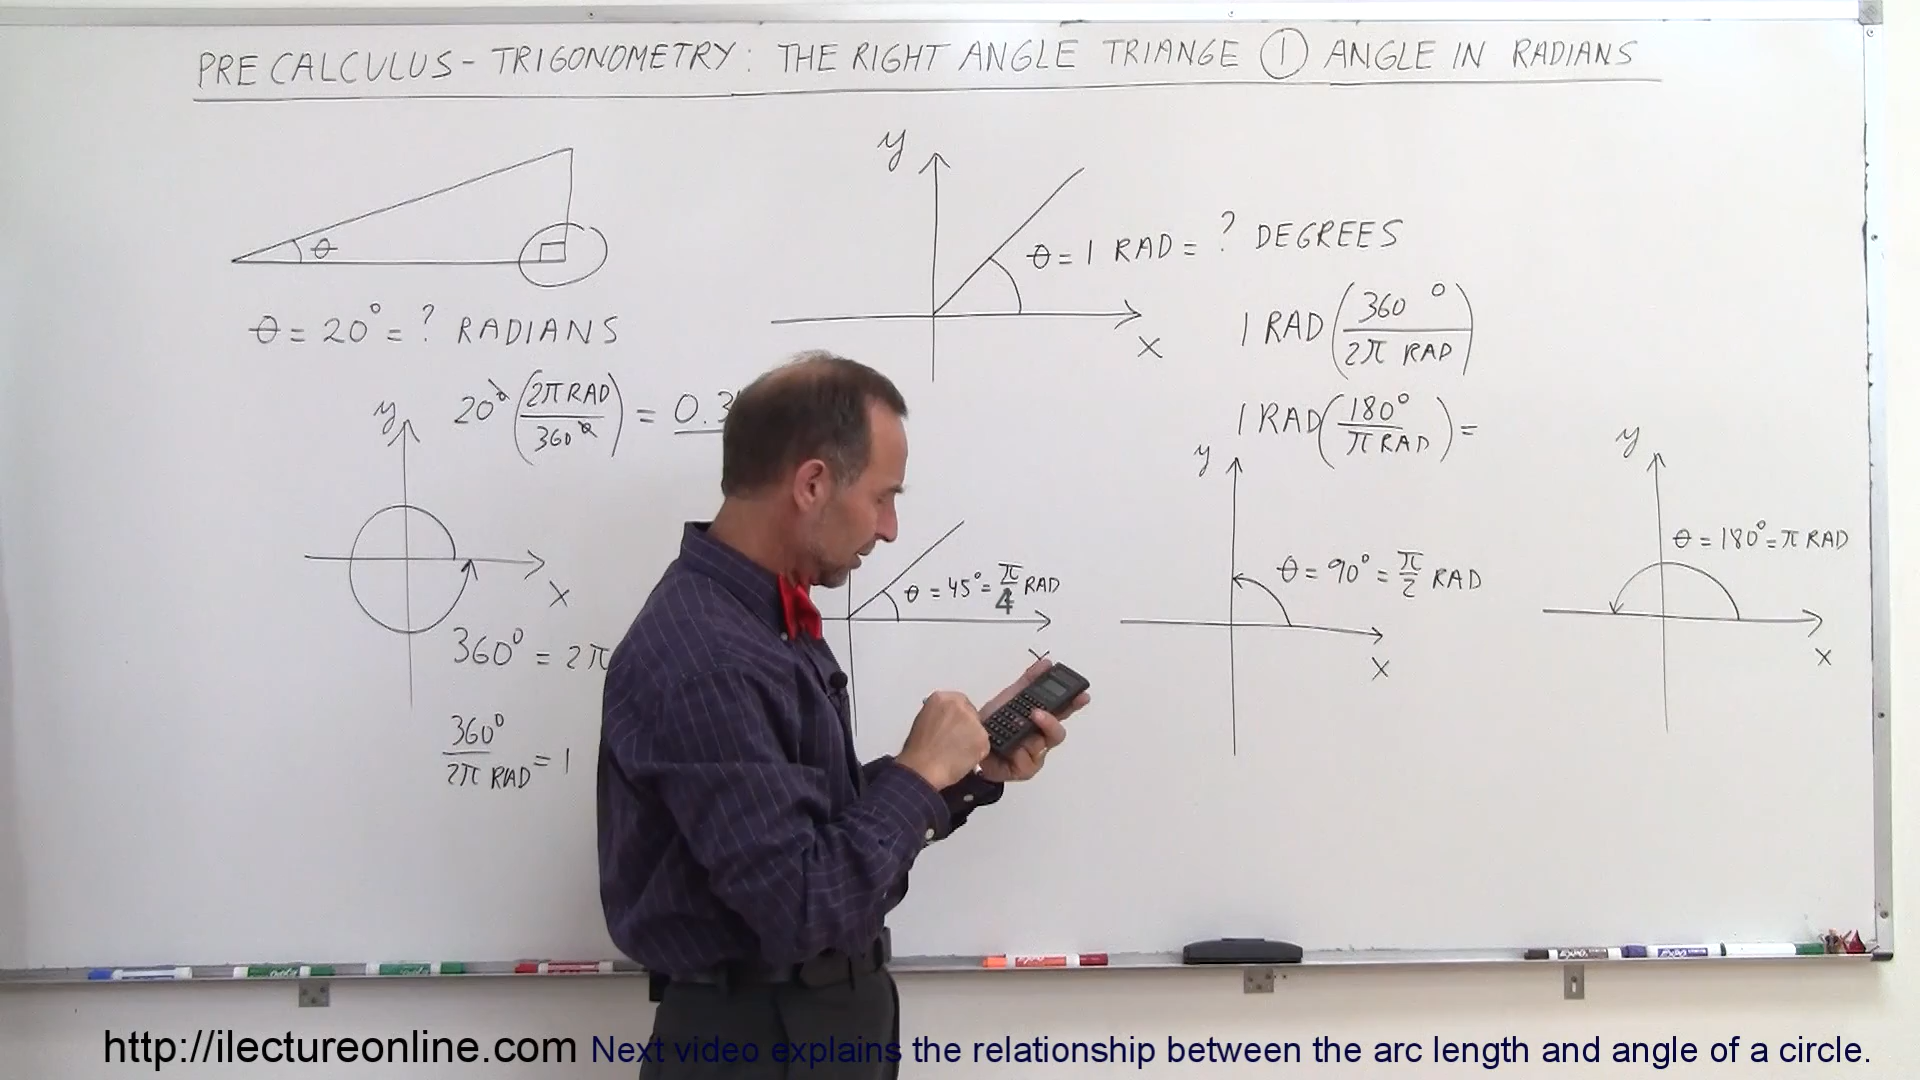 PRE CALCULUS - TRIGONOMETRY: THE RIGHT ANGLE TRIANGE ① ANGLE IN RADIANS
θ
θ = 20° = ? RADIANS
20° (2π RAD / 360°) = 0.3
y
x
360° = 2π
360° / 2π RAD = 1
y
x
θ = 1 RAD = ? DEGREES
1 RAD (360 ° / 2π RAD)
1 RAD (180° / π RAD) =
θ = 45° = π/4 RAD
x
y
x
θ = 90° = π/2 RAD
y
x
θ = 180° = π RAD
http://ilectureonline.com Next video explains the relationship between the arc length and angle of a circle.